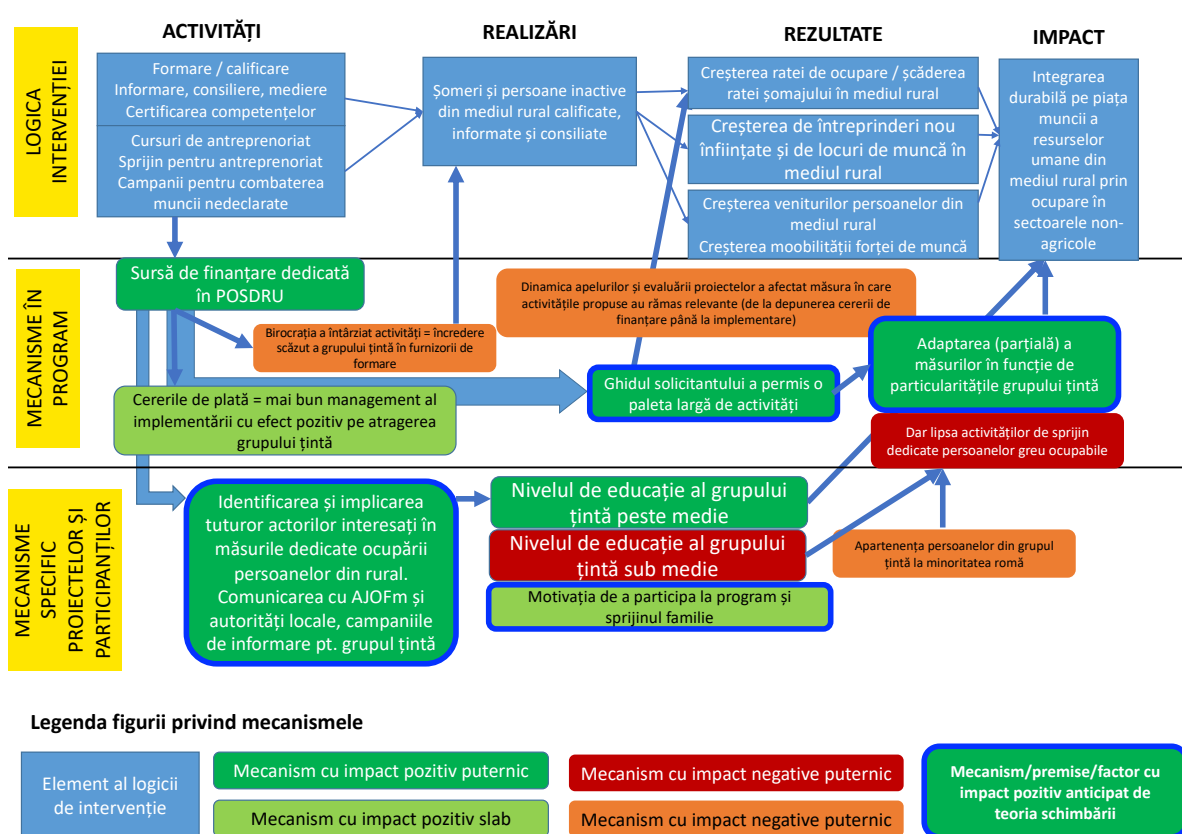 ACTIVITĂȚI
REALIZĂRI
REZULTATE
IMPACT
LOGICA
INTERVENȚIEI
Formare / calificare
Informare, consiliere, mediere
Certificarea competențelor
Cursuri de antreprenoriat
Sprijin pentru antreprenoriat
Campanii pentru combaterea
muncii nedeclarate
Șomeri și persoane inactive
din mediul rural calificate,
informate și consiliate
Creșterea ratei de ocupare / scăderea
ratei șomajului în mediul rural
Creșterea de întreprinderi nou
înființate și de locuri de muncă în
mediul rural
Creșterea veniturilor persoanelor din
mediul rural
Creșterea moobilității forței de muncă
Integrarea
durabilă pe piața
muncii a
resurselor
umane din
mediul rural prin
ocupare în
sectoarele non-
agricole
MECANISME ÎN
PROGRAM
Sursă de finanțare dedicată
în POSDRU
Birocrația a întârziat activități = încredere
scăzut a grupului țintă în furnizorii de
formare
Dinamica apelurilor și evaluării proiectelor a afectat măsura în care
activitățile propuse au rămas relevante (de la depunerea cererii de
finanțare până la implementare)
Cererile de plată = mai bun management al
implementării cu efect pozitiv pe atragerea
grupului țintă
Ghidul solicitantului a permis o
paleta largă de activități
Adaptarea (parțială) a
măsurilor în funcție de
particularitățile grupului țintă
Dar lipsa activităților de sprijin
dedicate persoanelor greu ocupabile
MECANISME
SPECIFIC
PROIECTELOR ȘI
PARTICIPANȚILOR
Identificarea și implicarea
tuturor actorilor interesați în
măsurile dedicate ocupării
persoanelor din rural.
Comunicarea cu AJOFm și
autorități locale, campaniile
de informare pt. grupul țintă
Nivelul de educație al grupului
țintă peste medie
Nivelul de educație al grupului
țintă sub medie
Motivația de a participa la program și
sprijinul familie
Apartenența persoanelor din grupul
țintă la minoritatea romă
Legenda figurii privind mecanismele
Element al logicii
de intervenție
Mecanism cu impact pozitiv puternic
Mecanism cu impact pozitiv slab
Mecanism cu impact negative puternic
Mecanism cu impact negative puternic
Mecanism/premise/factor cu
impact pozitiv anticipat de
teoria schimbării